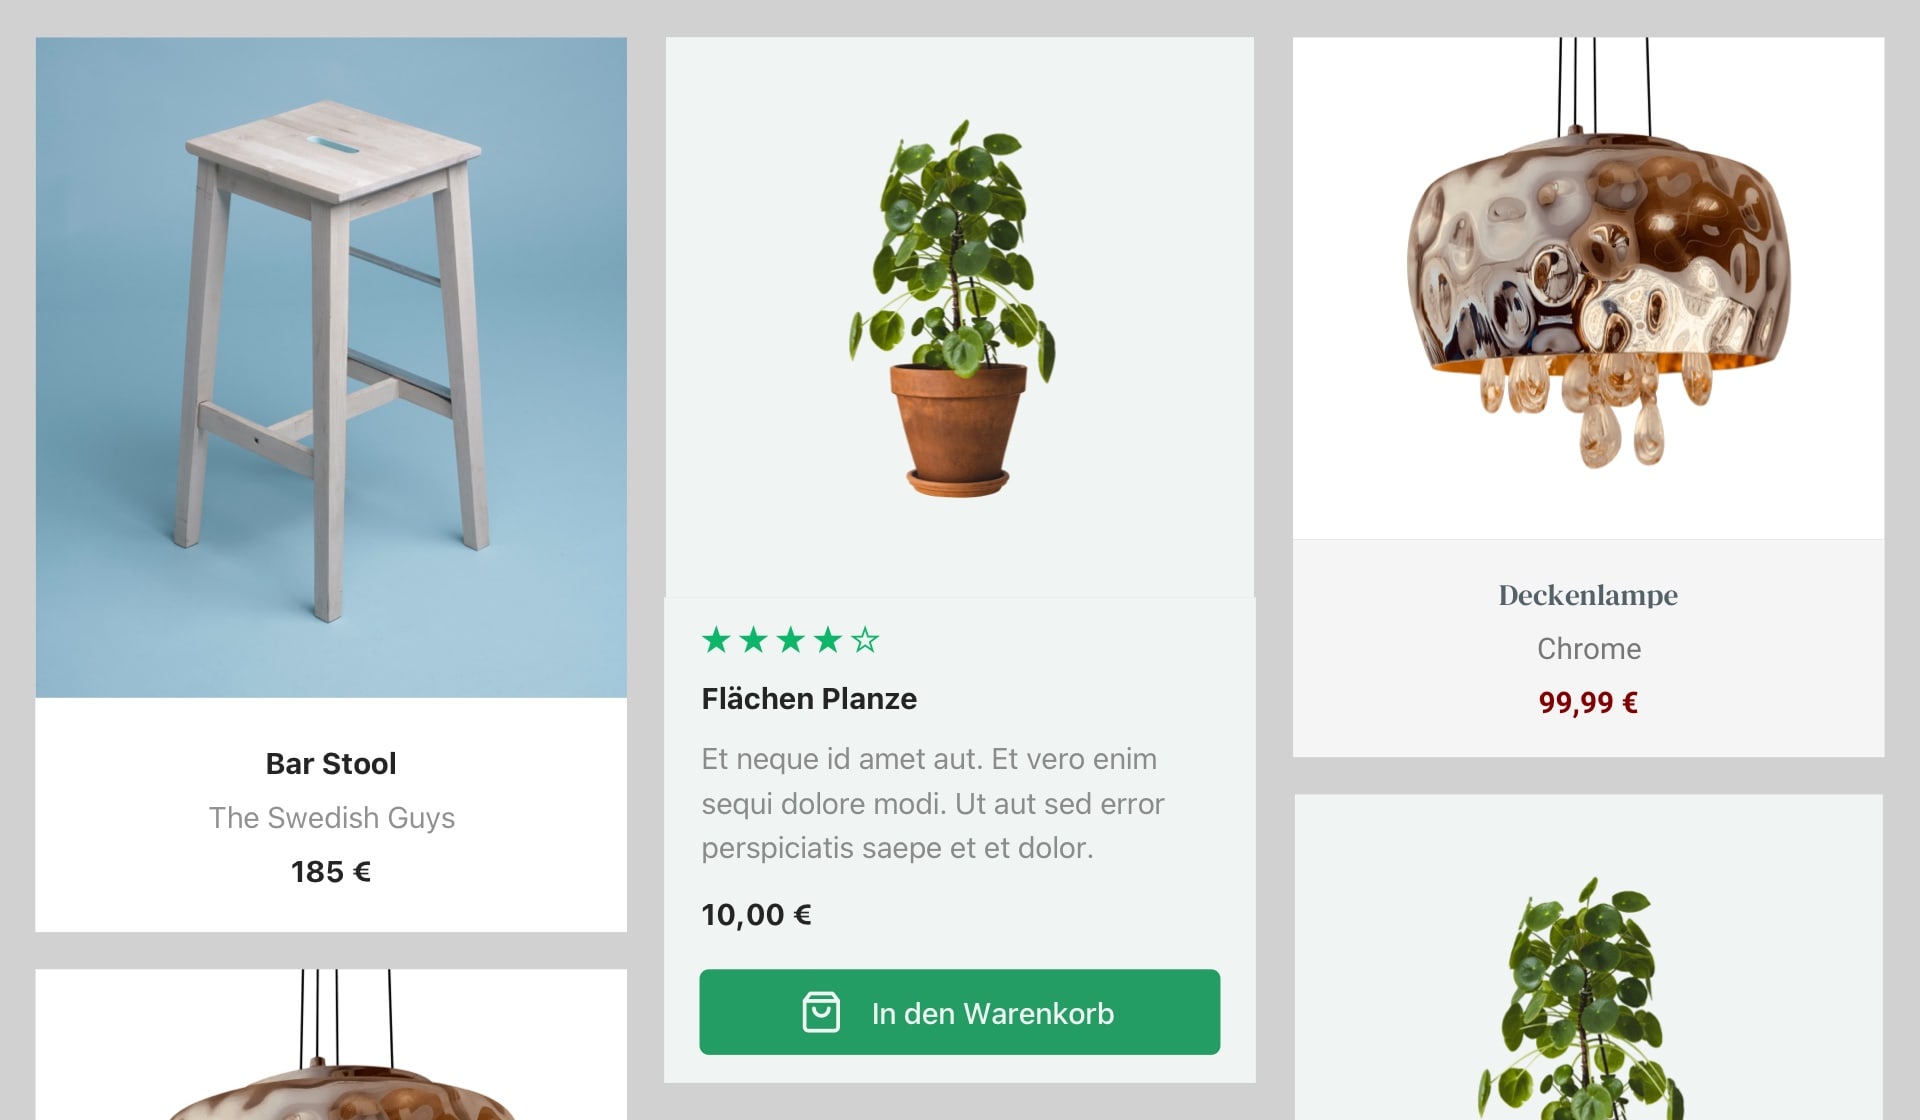 Bar Stool
The Swedish Guys
185 €
Flächen Planze
Et neque id amet aut. Et vero enim
sequi dolore modi. Ut aut sed error
perspiciatis saepe et et dolor.
10,00 €
In den Warenkorb
Deckenlampe
Chrome
99,99 €